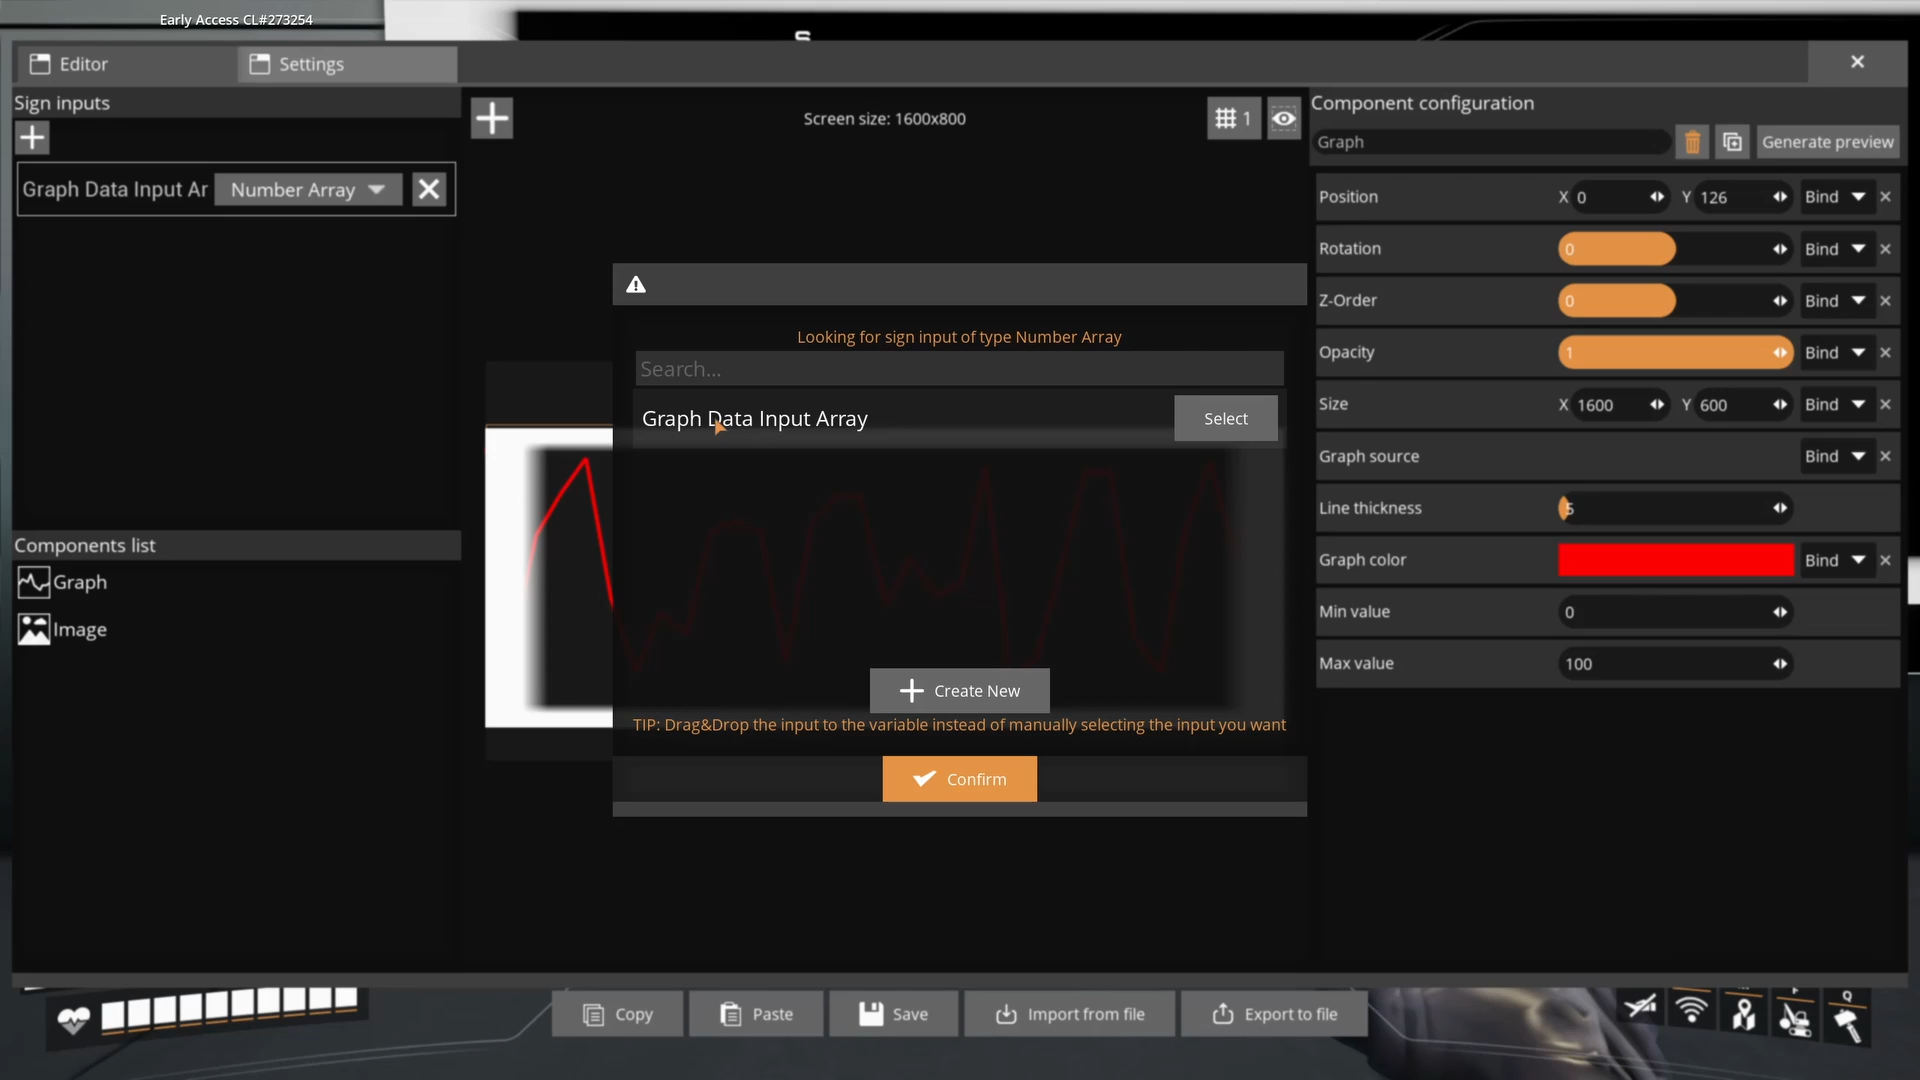 Early Access CL#273254
S
Editor
Settings
Sign inputs
Screen size: 1600x800
1
Component configuration
Graph
Generate preview
Graph Data Input Ar
Number Array
Position
X 0
Y 126
Bind
Rotation
0
Bind
Z-Order
0
Bind
Opacity
1
Bind
Size
X 1600
Y 600
Bind
Graph source
Bind
Line thickness
5
Graph color
Bind
Min value
0
Max value
100
Looking for sign input of type Number Array
Search...
Graph Data Input Array
Select
Create New
TIP: Drag&Drop the input to the variable instead of manually selecting the input you want
Confirm
Components list
Graph
Image
Copy
Paste
Save
Import from file
Export to file
Q